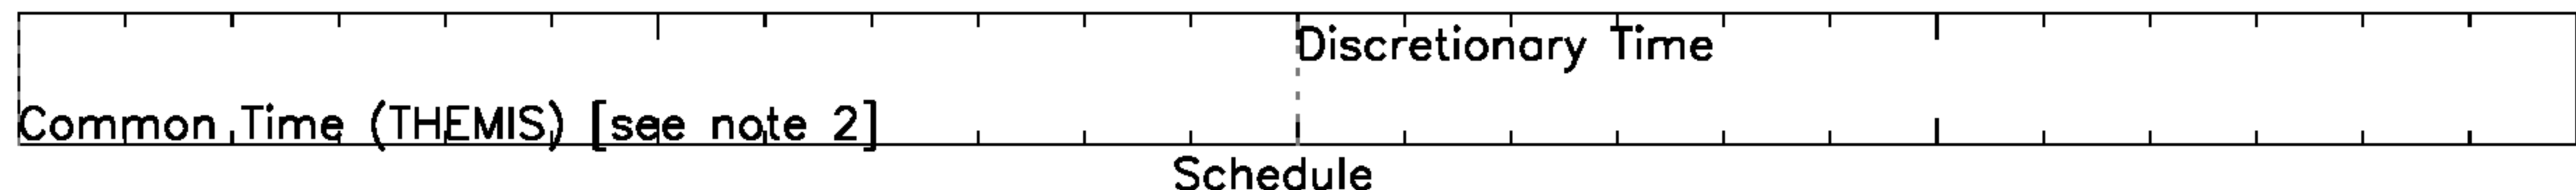 Discretionary Time
Common Time (THEMIS) [see note 2]
Schedule